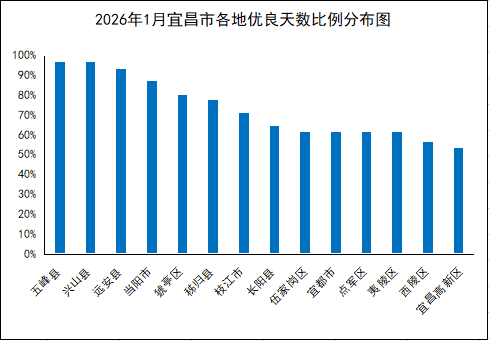 2026年1月宜昌市各地优良天数比例分布图
100%
90%
80%
70%
60%
50%
40%
30%
20%
10%
0%
五峰县
兴山县
远安县
当阳市
猇亭区
秭归县
枝江市
长阳县
伍家岗区
宜都市
点军区
夷陵区
西陵区
宜昌高新区